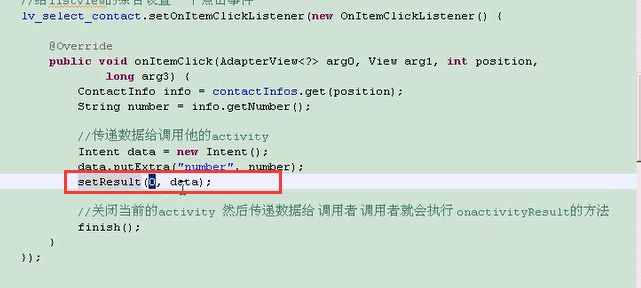 //给listview的条目设置一个点击事件
lv_select_contact.setOnItemClickListener(new OnItemClickListener() {
@Override
public void onItemClick(AdapterView<?> arg0, View arg1, int position,
long arg3) {
ContactInfo info = contactInfos.get(position);
String number = info.getNumber();
//传递数据给调用他的activity
Intent data = new Intent();
data.putExtra("number", number);
setResult(0, data);
//关闭当前的activity 然后传递数据给 调用者 调用者就会执行 onactivityResult的方法
finish();
}
});